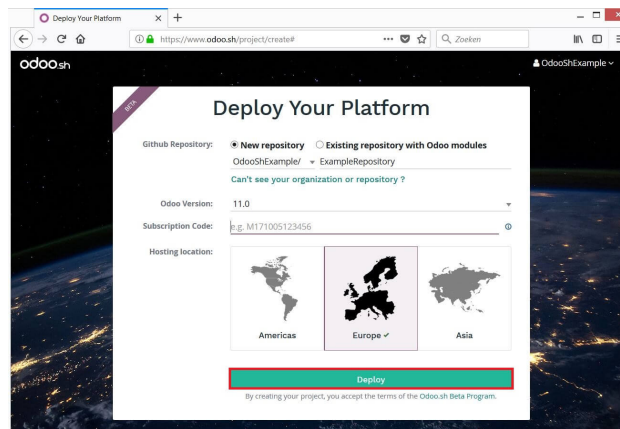 Deploy Your Platform
https://www.odoo.sh/project/create#
Zoeken
odoo.sh
OdooShExample
BETA
Deploy Your Platform
Github Repository:
New repository
Existing repository with Odoo modules
OdooShExample/
ExampleRepository
Can't see your organization or repository ?
Odoo Version:
11.0
Subscription Code:
e.g. M171005123456
Hosting location:
Americas
Europe
Asia
Deploy
By creating your project, you accept the terms of the Odoo.sh Beta Program.